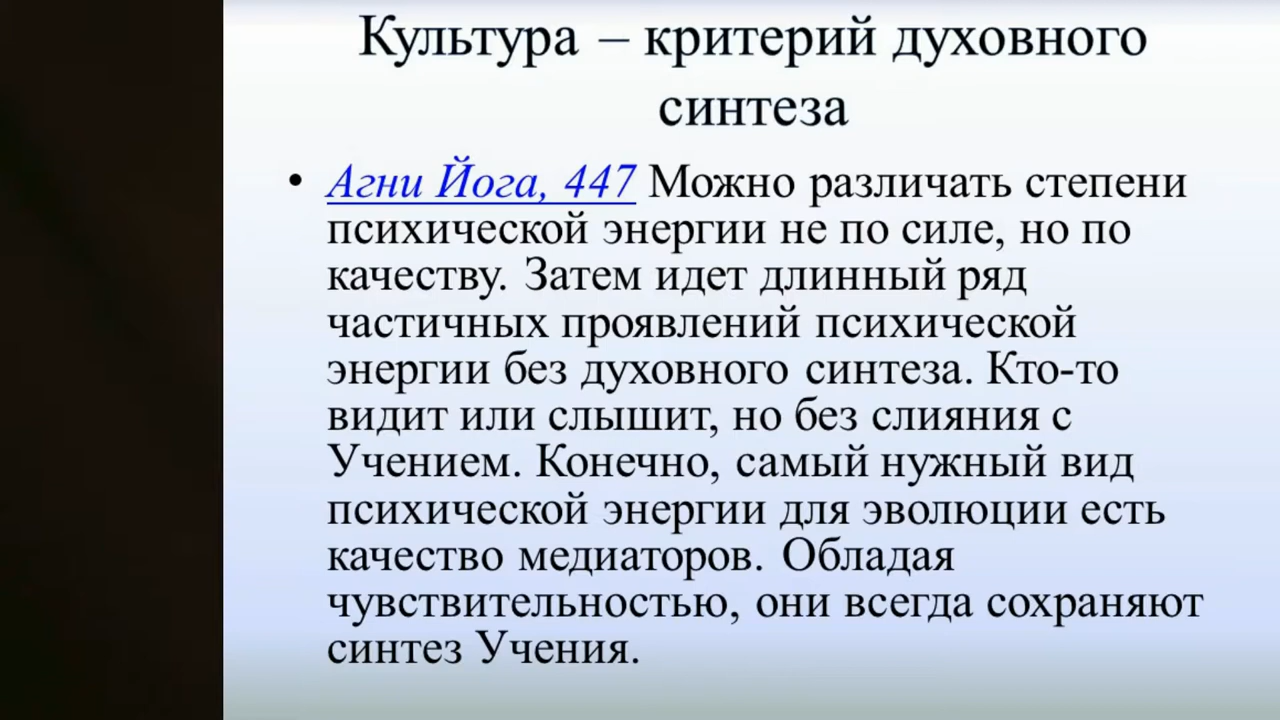 Культура – критерий духовного
синтеза
• Агни Йога, 447 Можно различать степени
психической энергии не по силе, но по
качеству. Затем идет длинный ряд
частичных проявлений психической
энергии без духовного синтеза. Кто-то
видит или слышит, но без слияния с
Учением. Конечно, самый нужный вид
психической энергии для эволюции есть
качество медиаторов. Обладая
чувствительностью, они всегда сохраняют
синтез Учения.